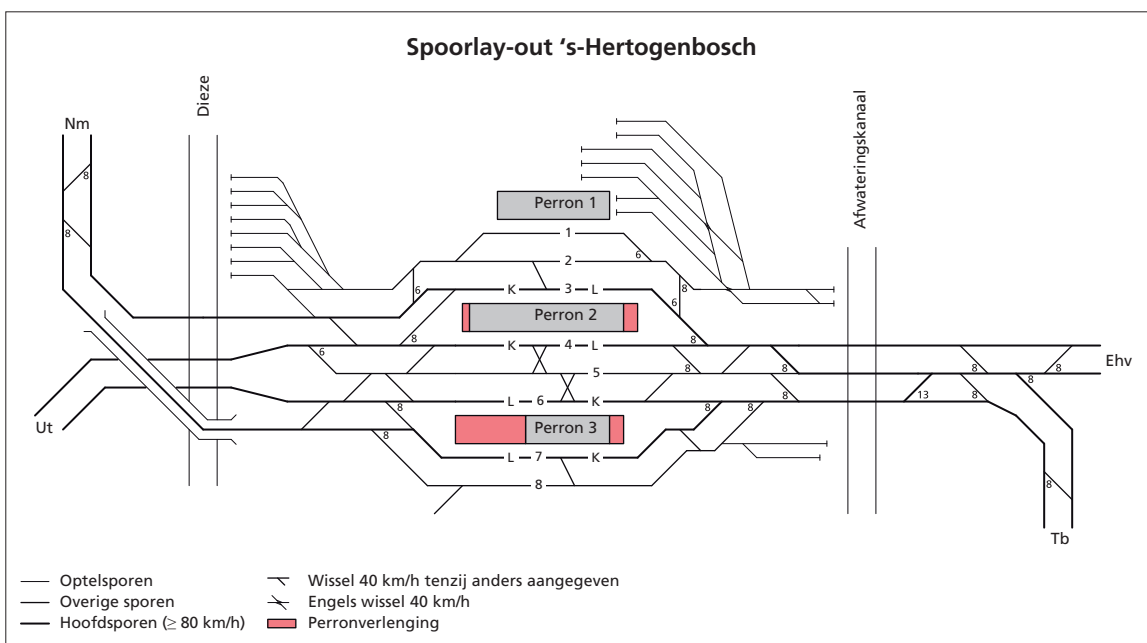 Spoorlay-out ‘s-Hertogenbosch
Dieze
Afwateringskanaal
Nm
8
8
Perron 1
1
6
2
8
6
K 3 L
6
Perron 2
8
8
K 4 L
6
5
8
8
8
8
Ehv
L 6 K
8
8
8
13
8
Ut
Perron 3
8
L 7 K
8
8
8
Tb
Optelsporen
Overige sporen
Hoofdsporen (≥ 80 km/h)
Wissel 40 km/h tenzij anders aangegeven
Engels wissel 40 km/h
Perronverlenging